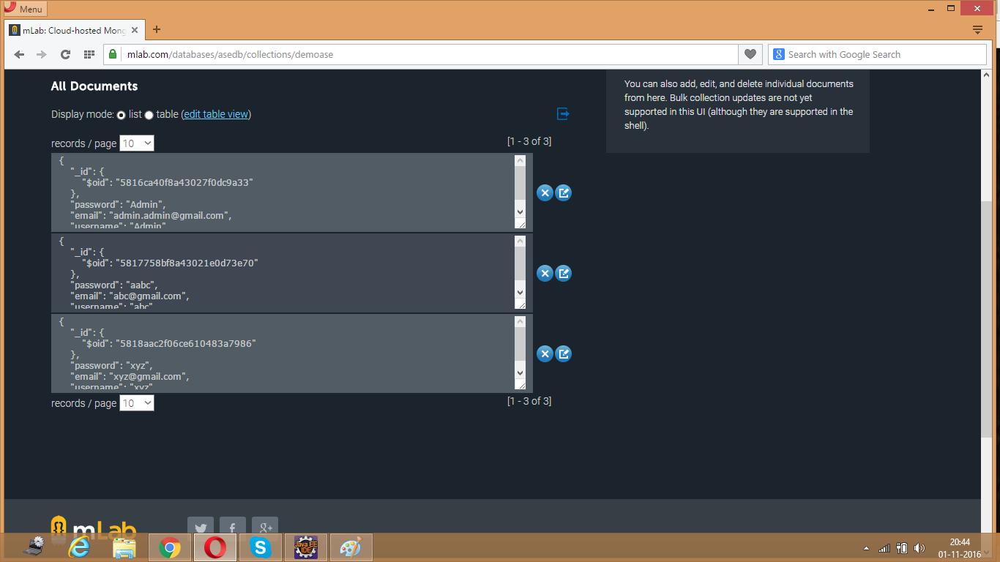 Menu
mLab: Cloud-hosted Mong
mlab.com/databases/asedb/collections/demoase
Search with Google Search
All Documents
Display mode: list table (edit table view)
records / page 10
[1 - 3 of 3]
{
"_id": {
"$oid": "5816ca40f8a43027f0dc9a33"
},
"password": "Admin",
"email": "admin.admin@gmail.com",
"username": "Admin"
{
"_id": {
"$oid": "5817758bf8a43021e0d73e70"
},
"password": "aabc",
"email": "abc@gmail.com",
"username": "abc"
{
"_id": {
"$oid": "5818aac2f06ce610483a7986"
},
"password": "xyz",
"email": "xyz@gmail.com",
"username": "xyz"
records / page 10
[1 - 3 of 3]
You can also add, edit, and delete individual documents
from here. Bulk collection updates are not yet
supported in this UI (although they are supported in the
shell).
mLab
Java EE
IDE
20:44
01-11-2016